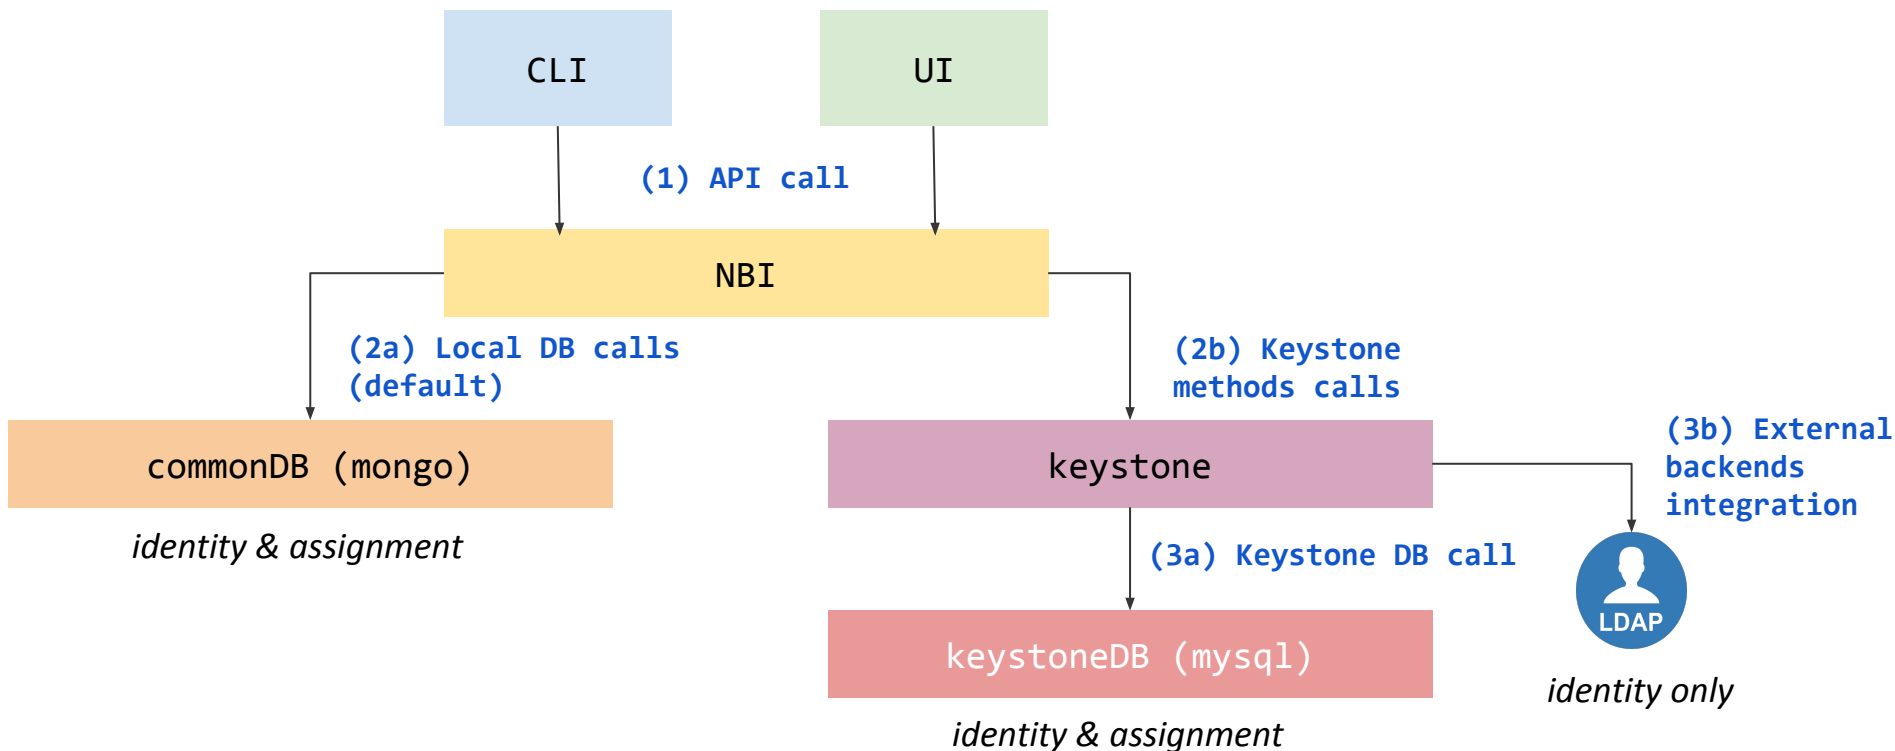 CLI
UI
(1) API call
NBI
(2a) Local DB calls
(default)
(2b) Keystone
methods calls
commonDB (mongo)
identity & assignment
keystone
(3b) External
backends
integration
(3a) Keystone DB call
LDAP
keystoneDB (mysql)
identity only
identity & assignment